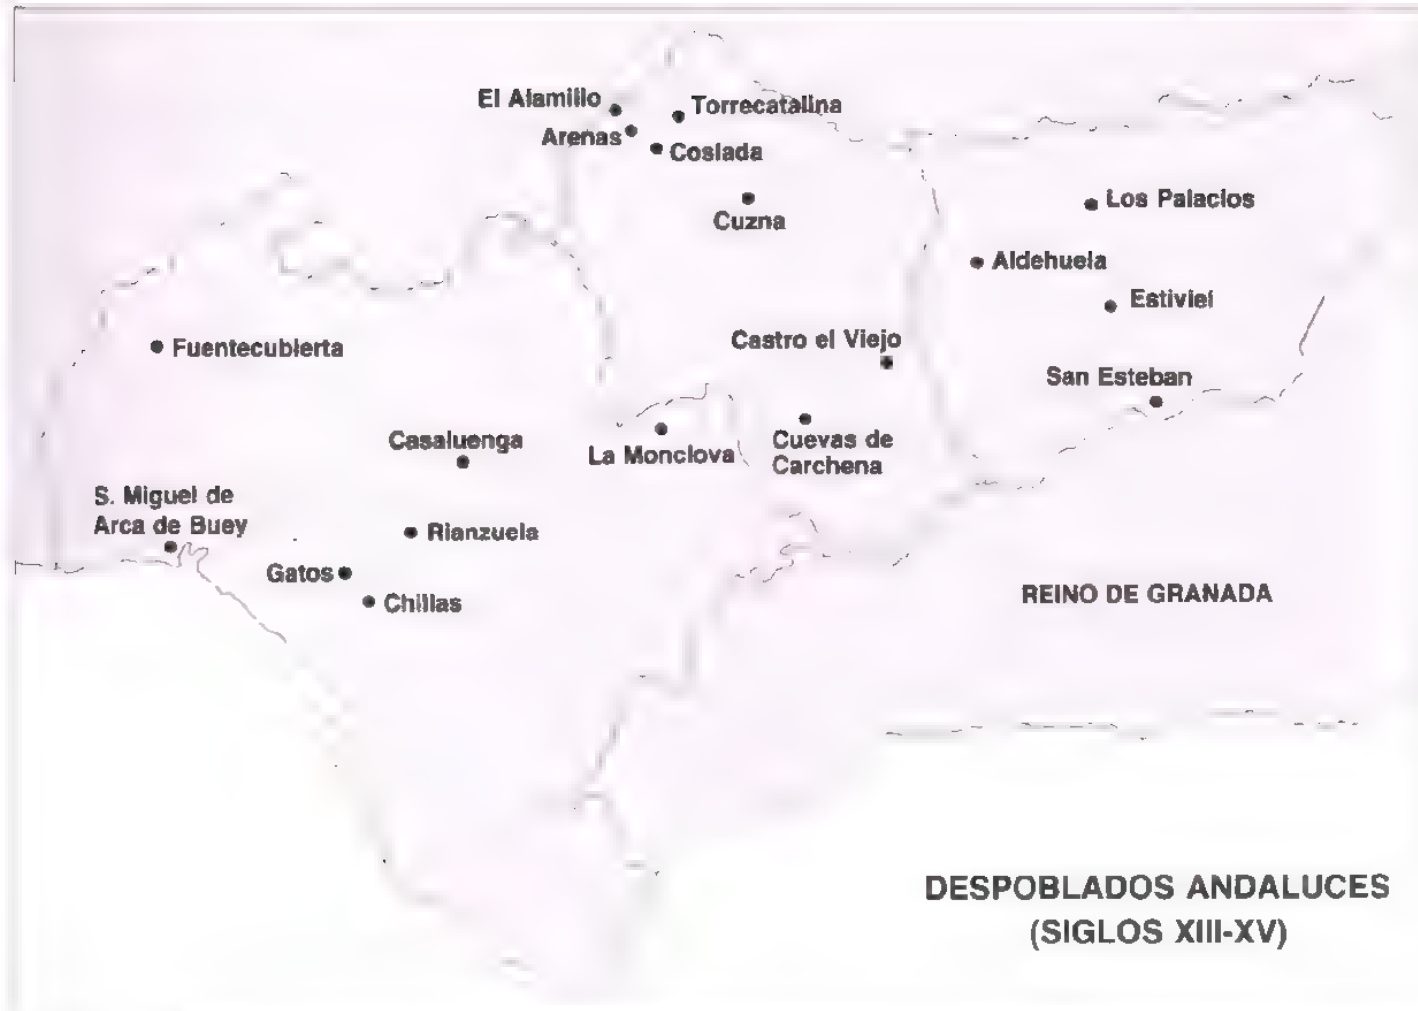 El Alamillo
Torrecatalina
Arenas
Coslada
Cuzna
Los Palacios
Aldehuela
Estiviel
Castro el Viejo
Fuentecubierta
San Esteban
Casaluenga
La Monclova
Cuevas de
Carchena
S. Miguel de
Arca de Buey
Rianzuela
Gatos
Chillas
REINO DE GRANADA
DESPOBLADOS ANDALUCES
(SIGLOS XIII-XV)